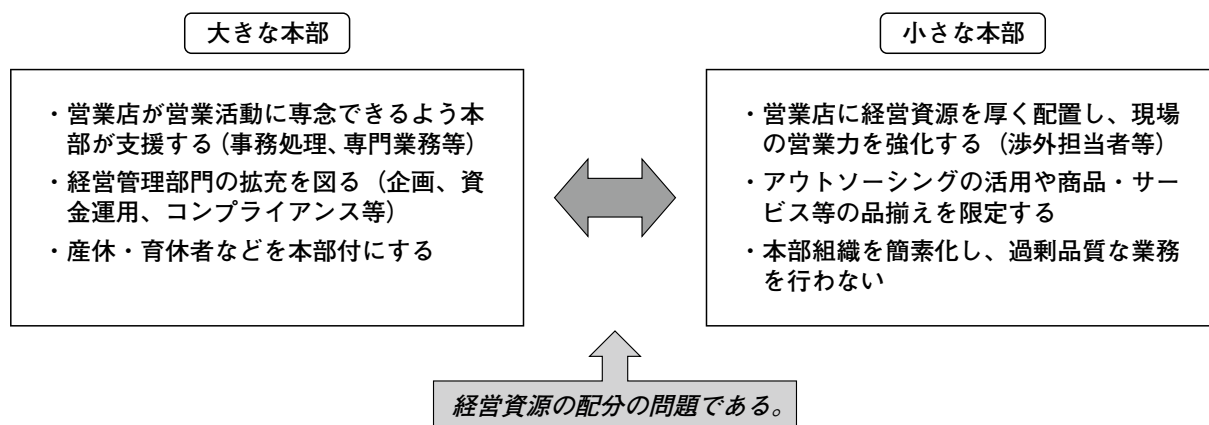 大きな本部
・営業店が営業活動に専念できるよう本
部が支援する（事務処理、専門業務等）
・経営管理部門の拡充を図る（企画、資
金運用、コンプライアンス等）
・産休・育休者などを本部付にする
小さな本部
・営業店に経営資源を厚く配置し、現場
の営業力を強化する（渉外担当者等）
・アウトソーシングの活用や商品・サー
ビス等の品揃えを限定する
・本部組織を簡素化し、過剰品質な業務
を行わない
経営資源の配分の問題である。